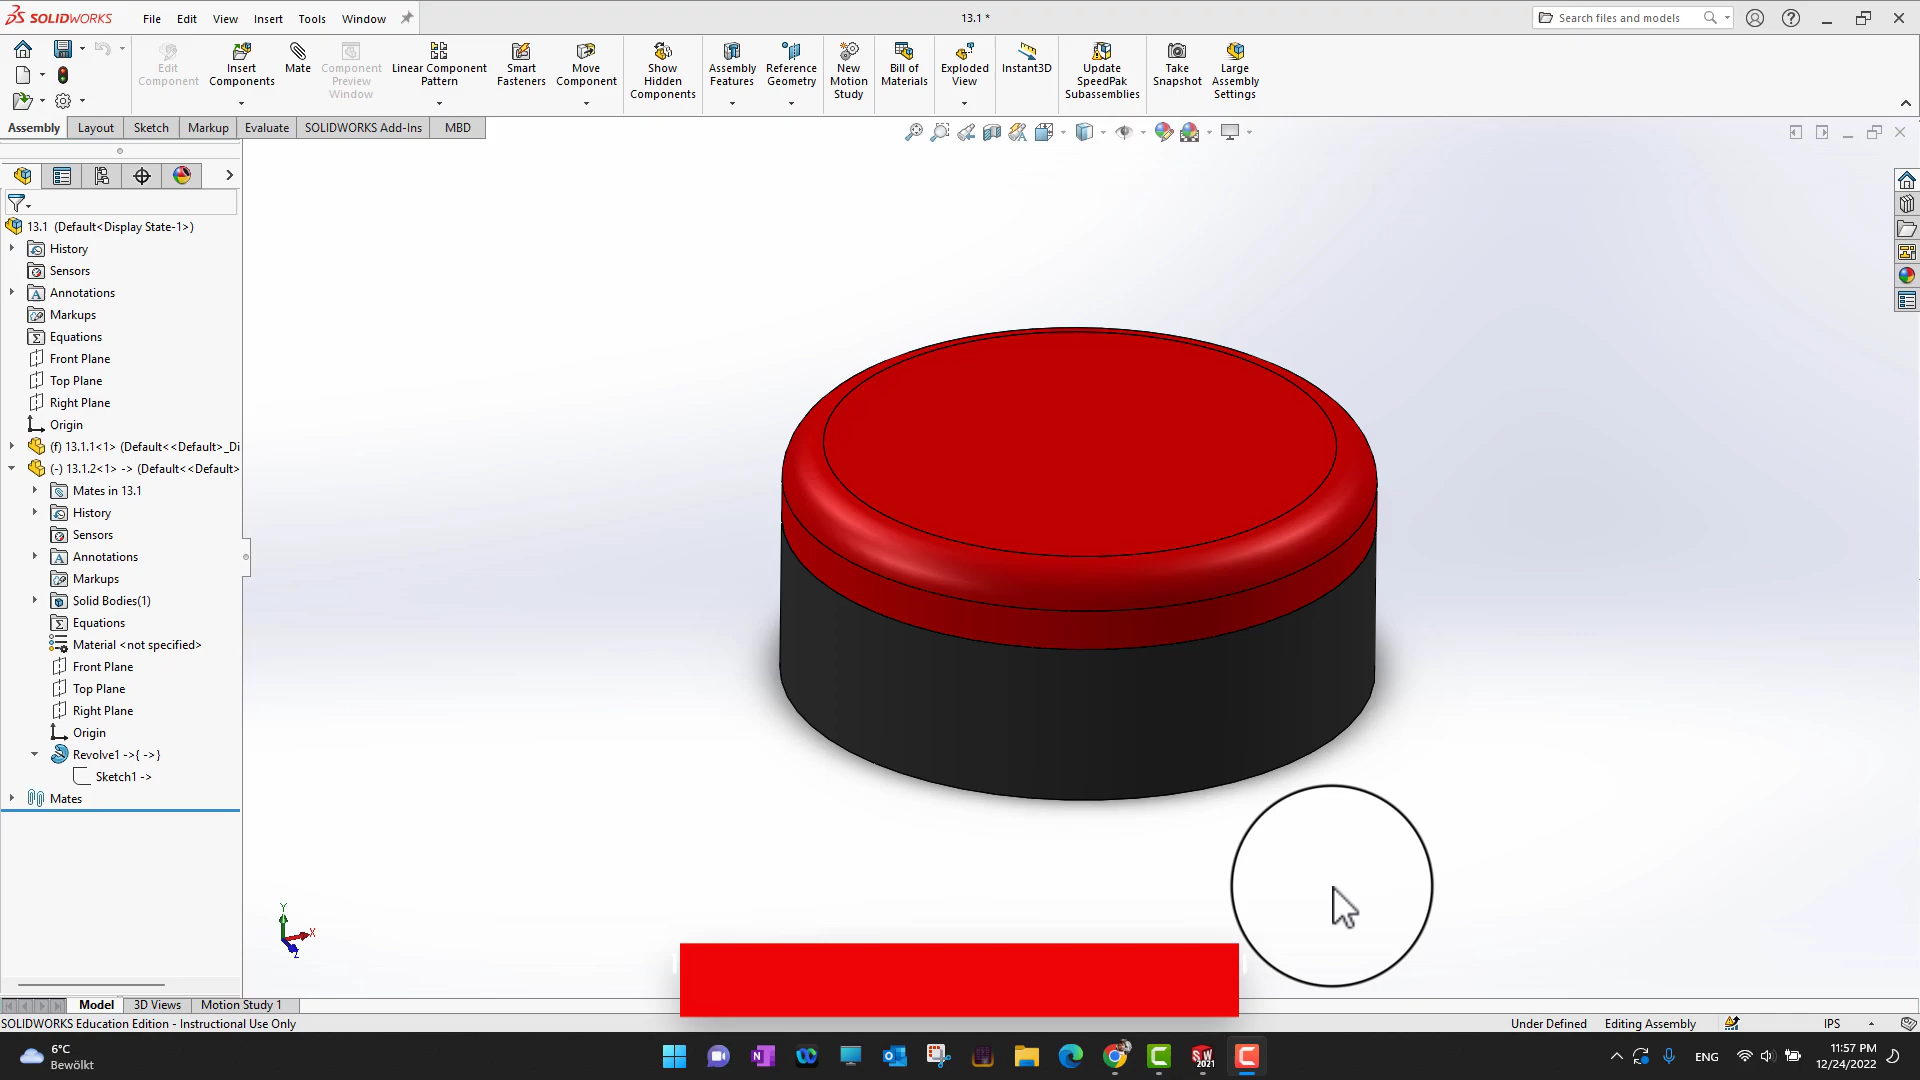 SOLIDWORKS
File Edit View Insert Tools Window
13.1 *
Search files and models
Edit Component
Insert Components
Mate
Component Preview Window
Linear Component Pattern
Smart Fasteners
Move Component
Show Hidden Components
Assembly Features
Reference Geometry
New Motion Study
Bill of Materials
Exploded View
Instant3D
Update SpeedPak Subassemblies
Take Snapshot
Large Assembly Settings
Assembly Layout Sketch Markup Evaluate SOLIDWORKS Add-Ins MBD
13.1 (Default<Display State-1>)
History
Sensors
Annotations
Markups
Equations
Front Plane
Top Plane
Right Plane
Origin
(f) 13.1.1<1> (Default<<Default>_Di
(-) 13.1.2<1> -> (Default<<Default>
Mates in 13.1
History
Sensors
Annotations
Markups
Solid Bodies(1)
Equations
Material <not specified>
Front Plane
Top Plane
Right Plane
Origin
Revolve1 ->{ ->}
Sketch1 ->
Mates
Y
X
Z
Model 3D Views Motion Study 1
SOLIDWORKS Education Edition - Instructional Use Only
Under Defined Editing Assembly IPS
6°C
Bewölkt
SW
2021
ENG
11:57 PM
12/24/2022